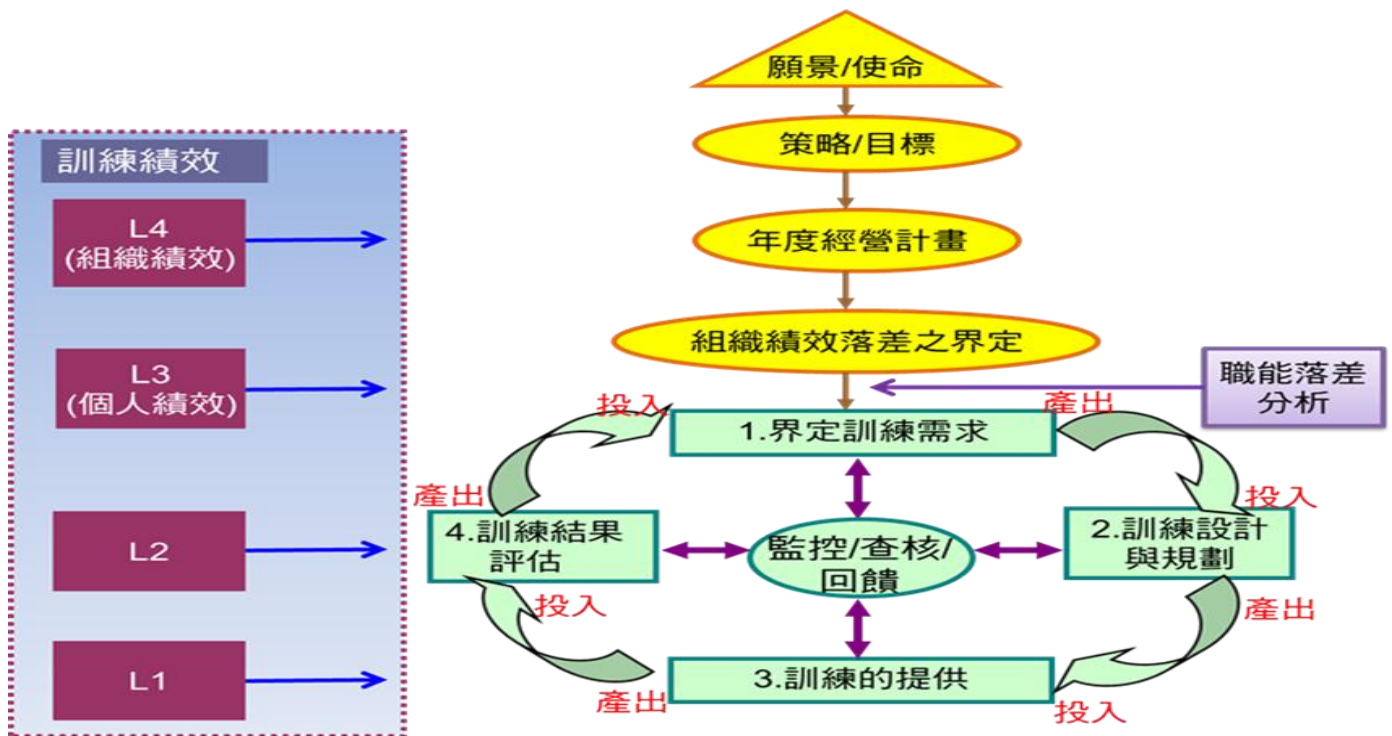 願景/使命
策略/目標
年度經營計畫
組織績效落差之界定
職能落差
分析
訓練績效
L4
(組織績效)
L3
(個人績效)
L2
L1
投入
產出
1.界定訓練需求
產出
投入
4.訓練結果
評估
監控/查核/
回饋
2.訓練設計
與規劃
投入
產出
3.訓練的提供
產出
投入